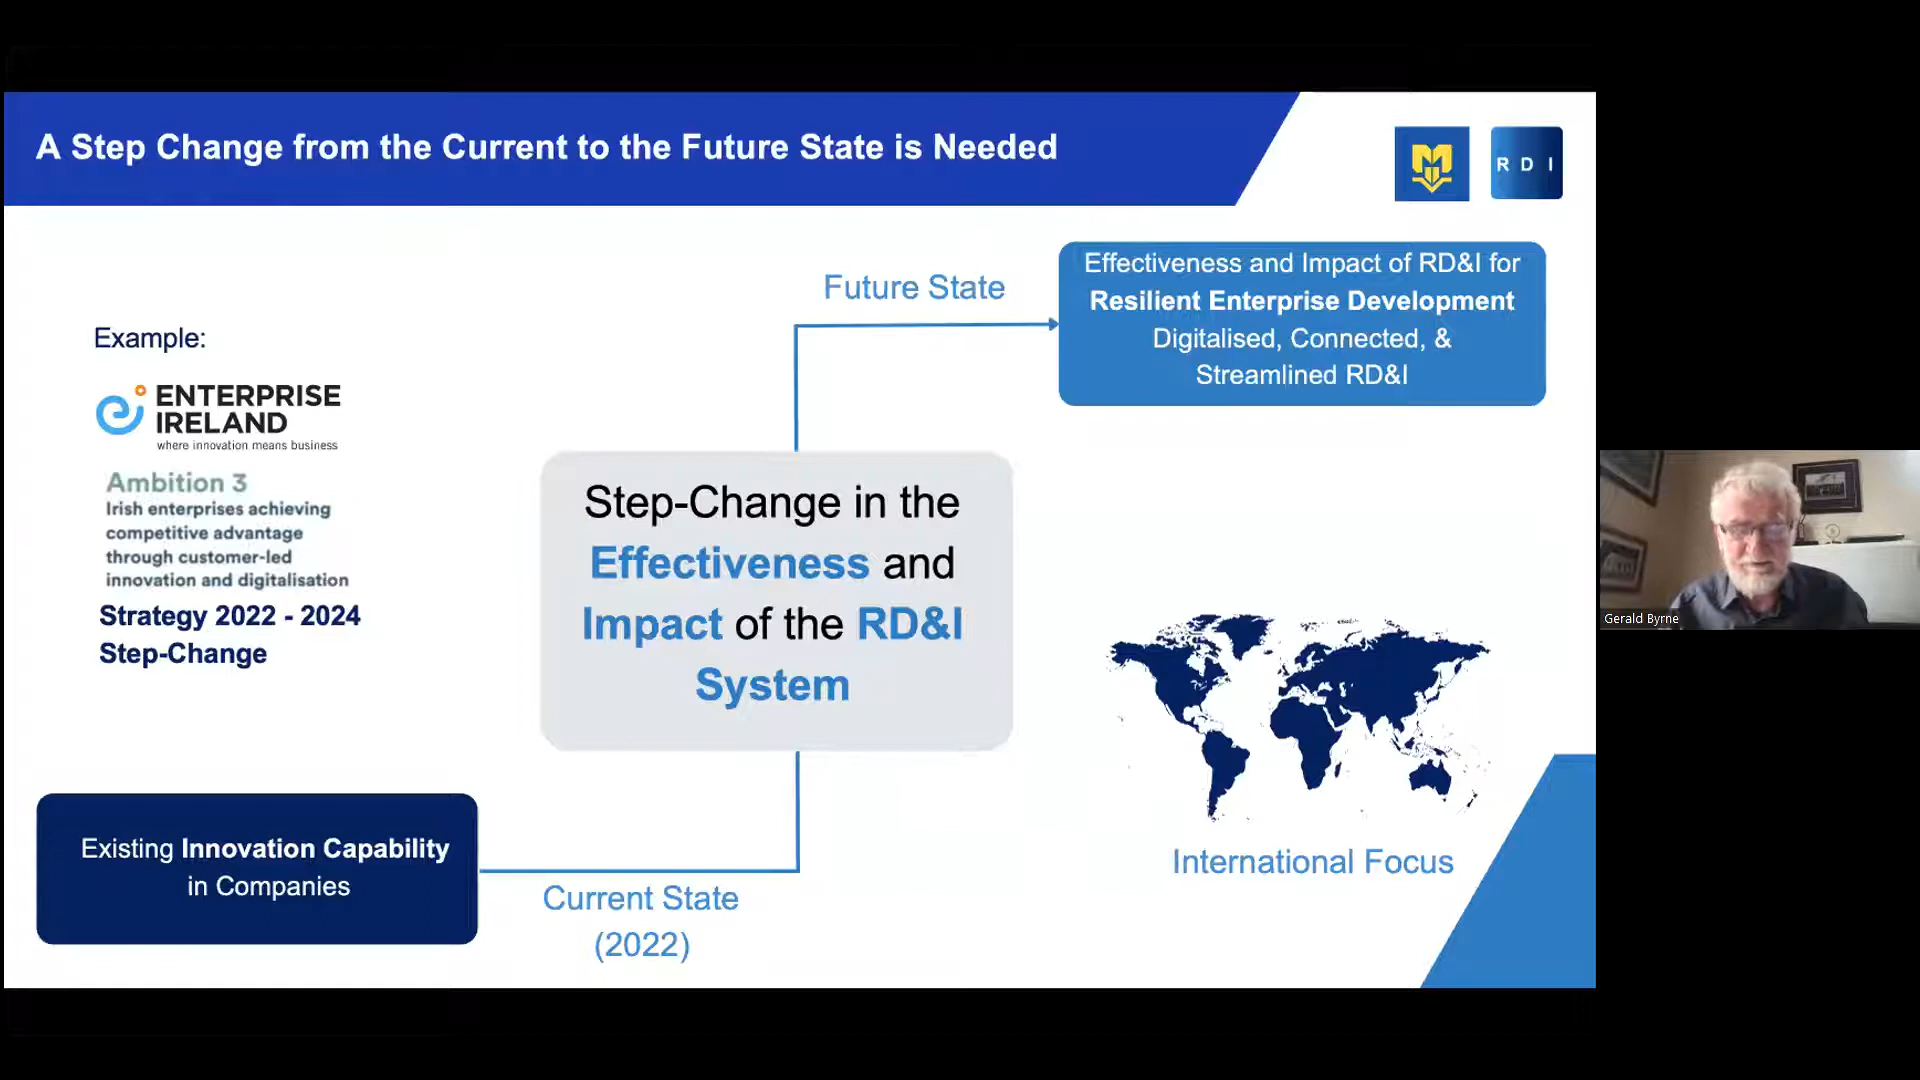 A Step Change from the Current to the Future State is Needed
R D I
Future State
Effectiveness and Impact of RD&I for
Resilient Enterprise Development
Digitalised, Connected, &
Streamlined RD&I
Example:
ENTERPRISE
IRELAND
where innovation means business
Ambition 3
Irish enterprises achieving
competitive advantage
through customer-led
innovation and digitalisation
Strategy 2022 - 2024
Step-Change
Step-Change in the
Effectiveness and
Impact of the RD&I
System
Gerald Byrne
International Focus
Existing Innovation Capability
in Companies
Current State
(2022)